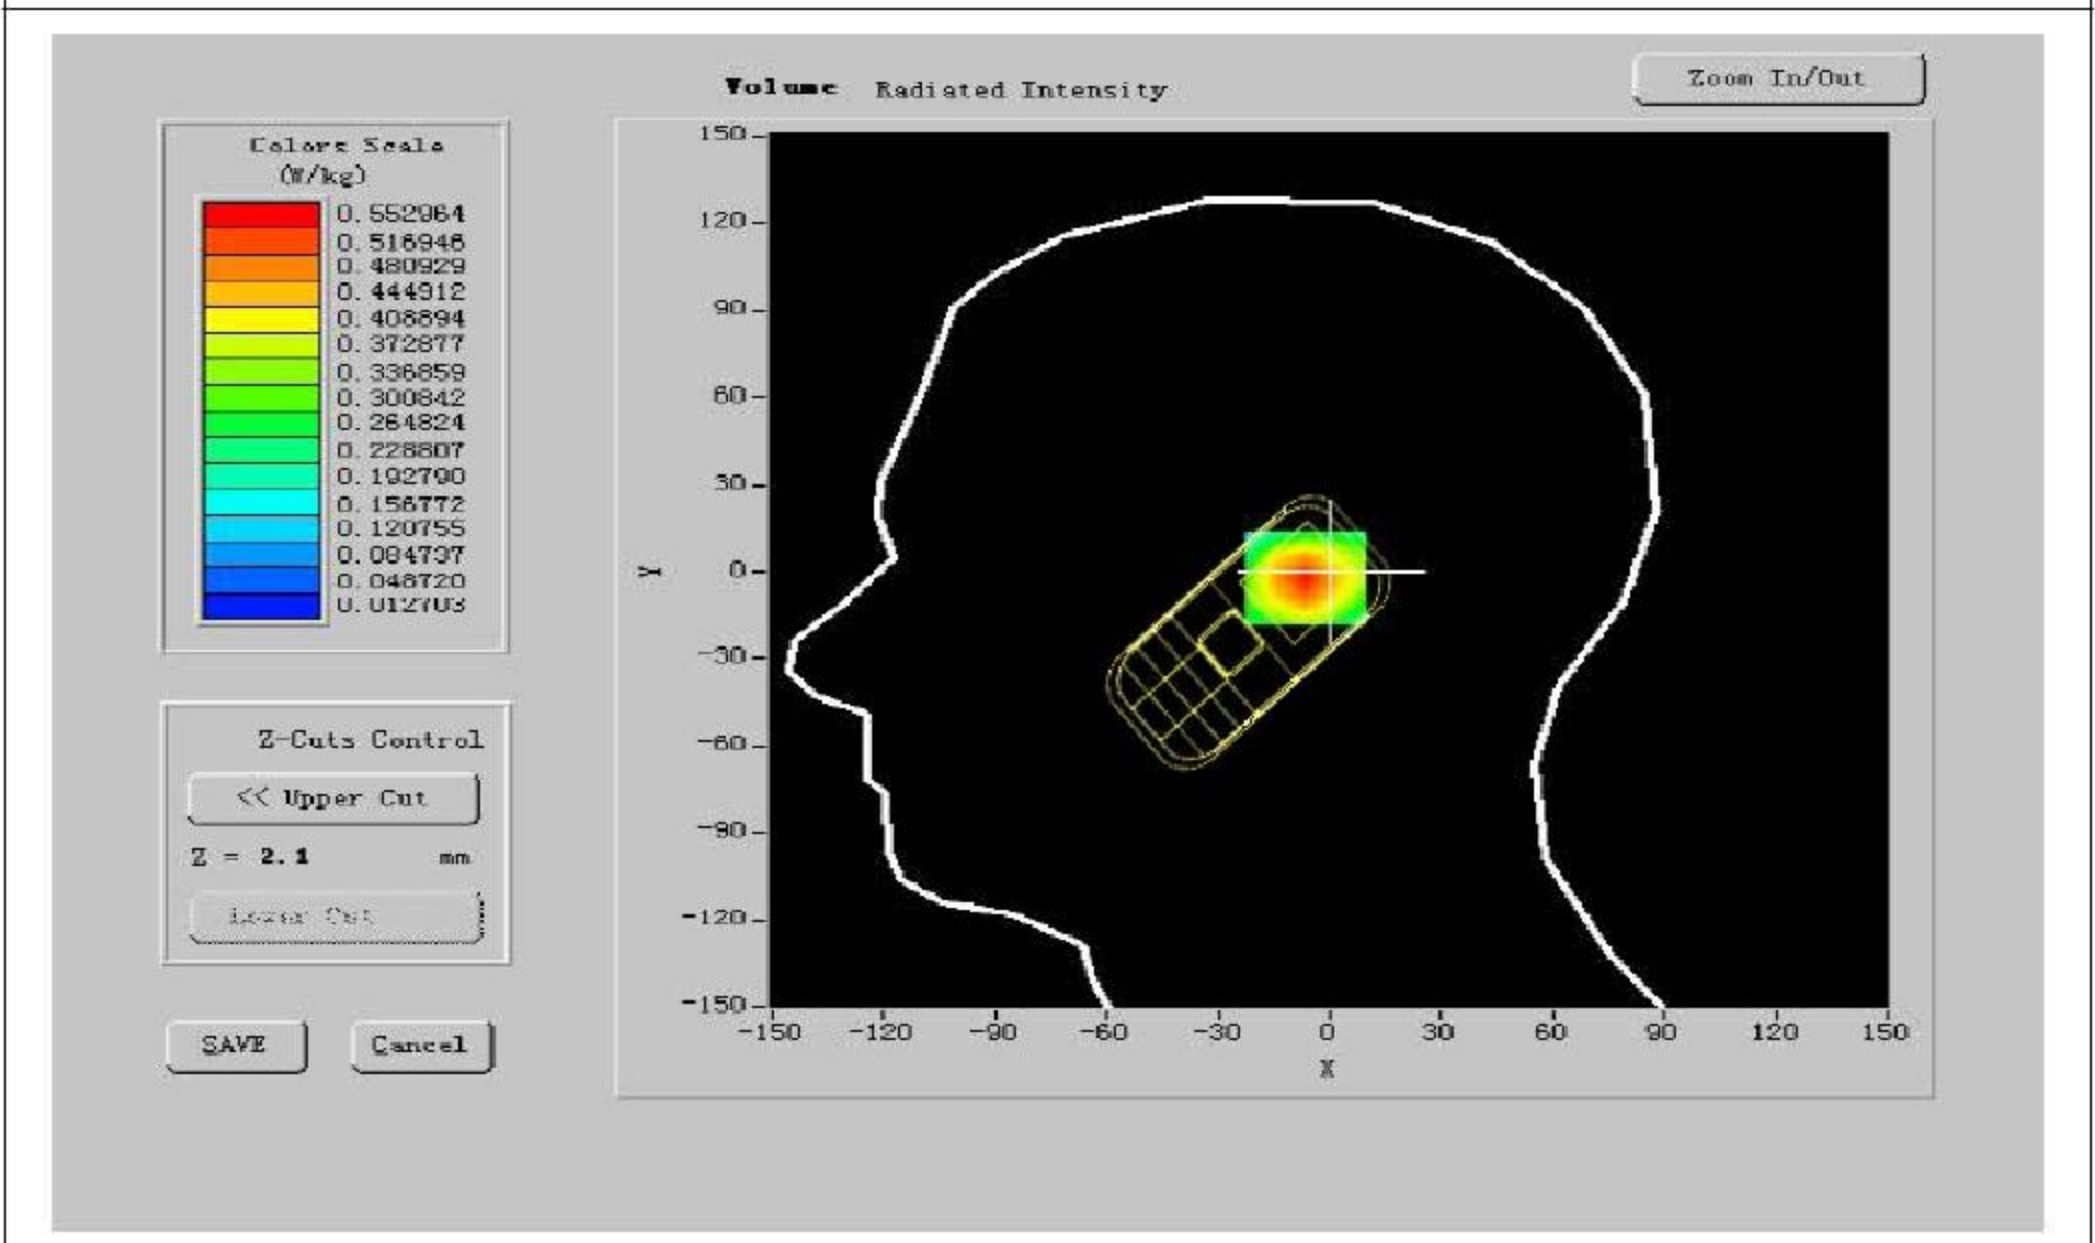 Volume Radiated Intensity
Zoom In/Out
Colors Scale
(W/kg)
0.552964
0.516946
0.480929
0.444912
0.408894
0.372877
0.336859
0.300842
0.264824
0.228807
0.192790
0.156772
0.120755
0.084737
0.048720
0.012703
Z-Cuts Control
<< Upper Cut
Z = 2.1 mm
Lower Cut
SAVE
Cancel
150
120
90
60
30
0
-30
-60
-90
-120
-150
Y
-150 -120 -90 -60 -30 0 30 60 90 120 150
X